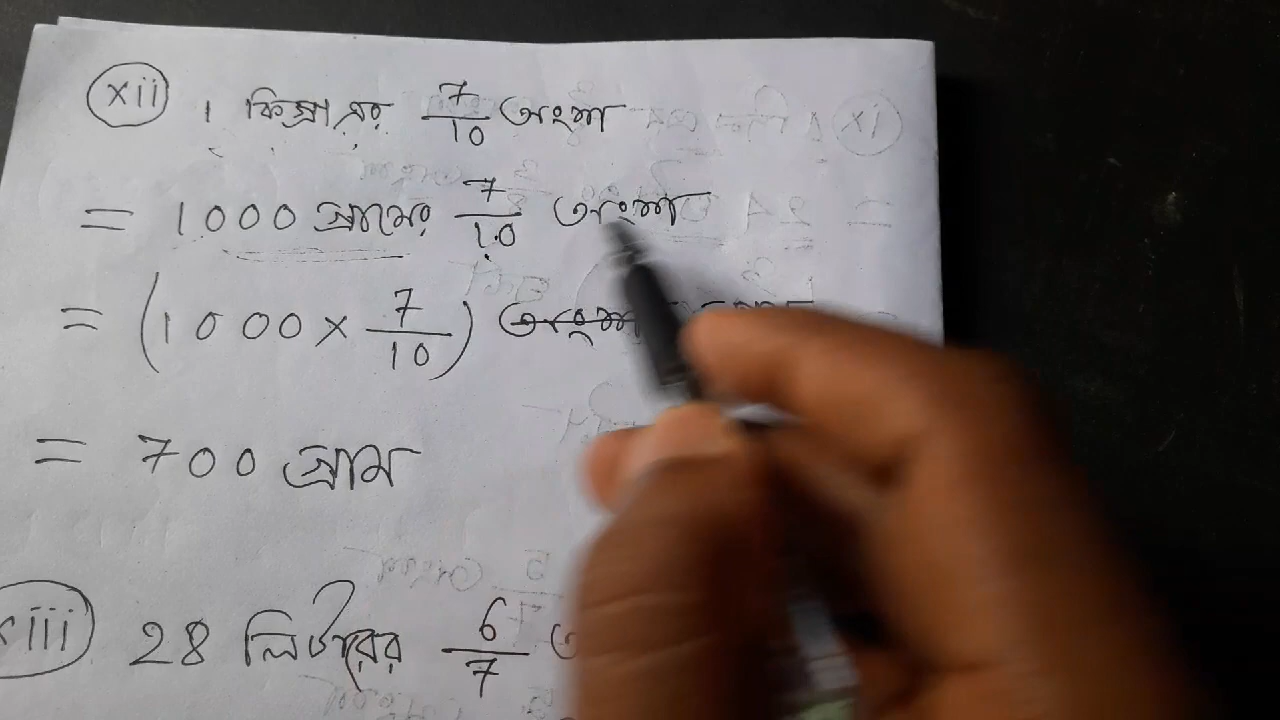 (xii) 1 কিগ্রা এর 7/10 অংশ
= 1000 গ্রামের 7/10 অংশ
= (1000 × 7/10)
= 700 গ্রাম
xiii) 28 লিটারের 6/7